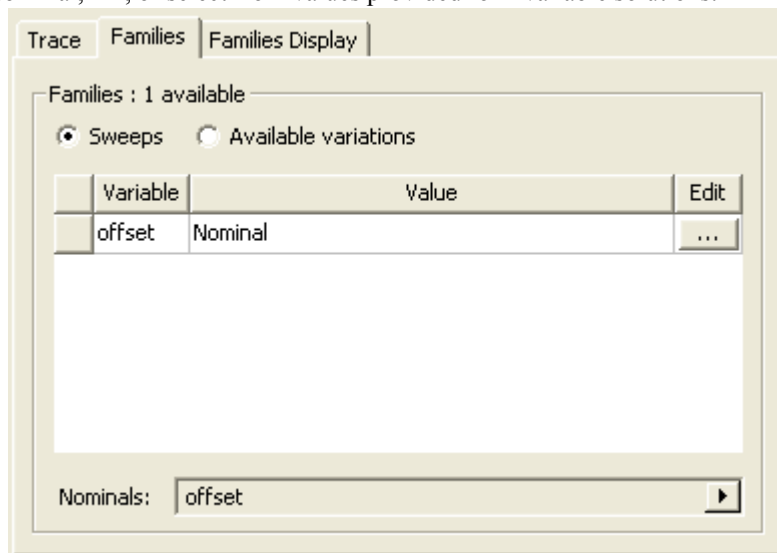 Trace Families Families Display
Families : 1 available
Sweeps Available variations
Variable Value Edit
offset Nominal ...
Nominals: offset